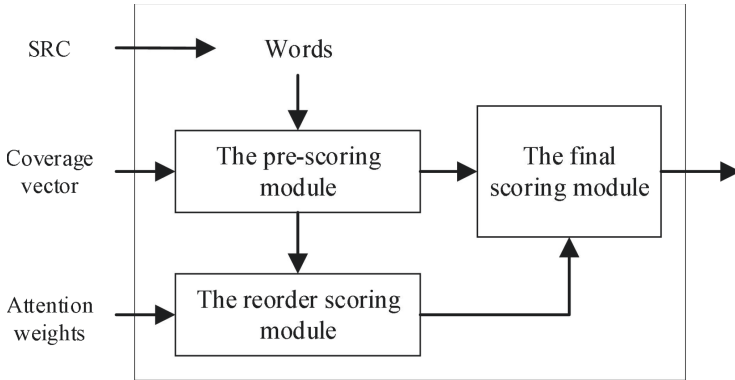 SRC
Words
Coverage
vector
The pre-scoring
module
The final
scoring module
Attention
weights
The reorder scoring
module